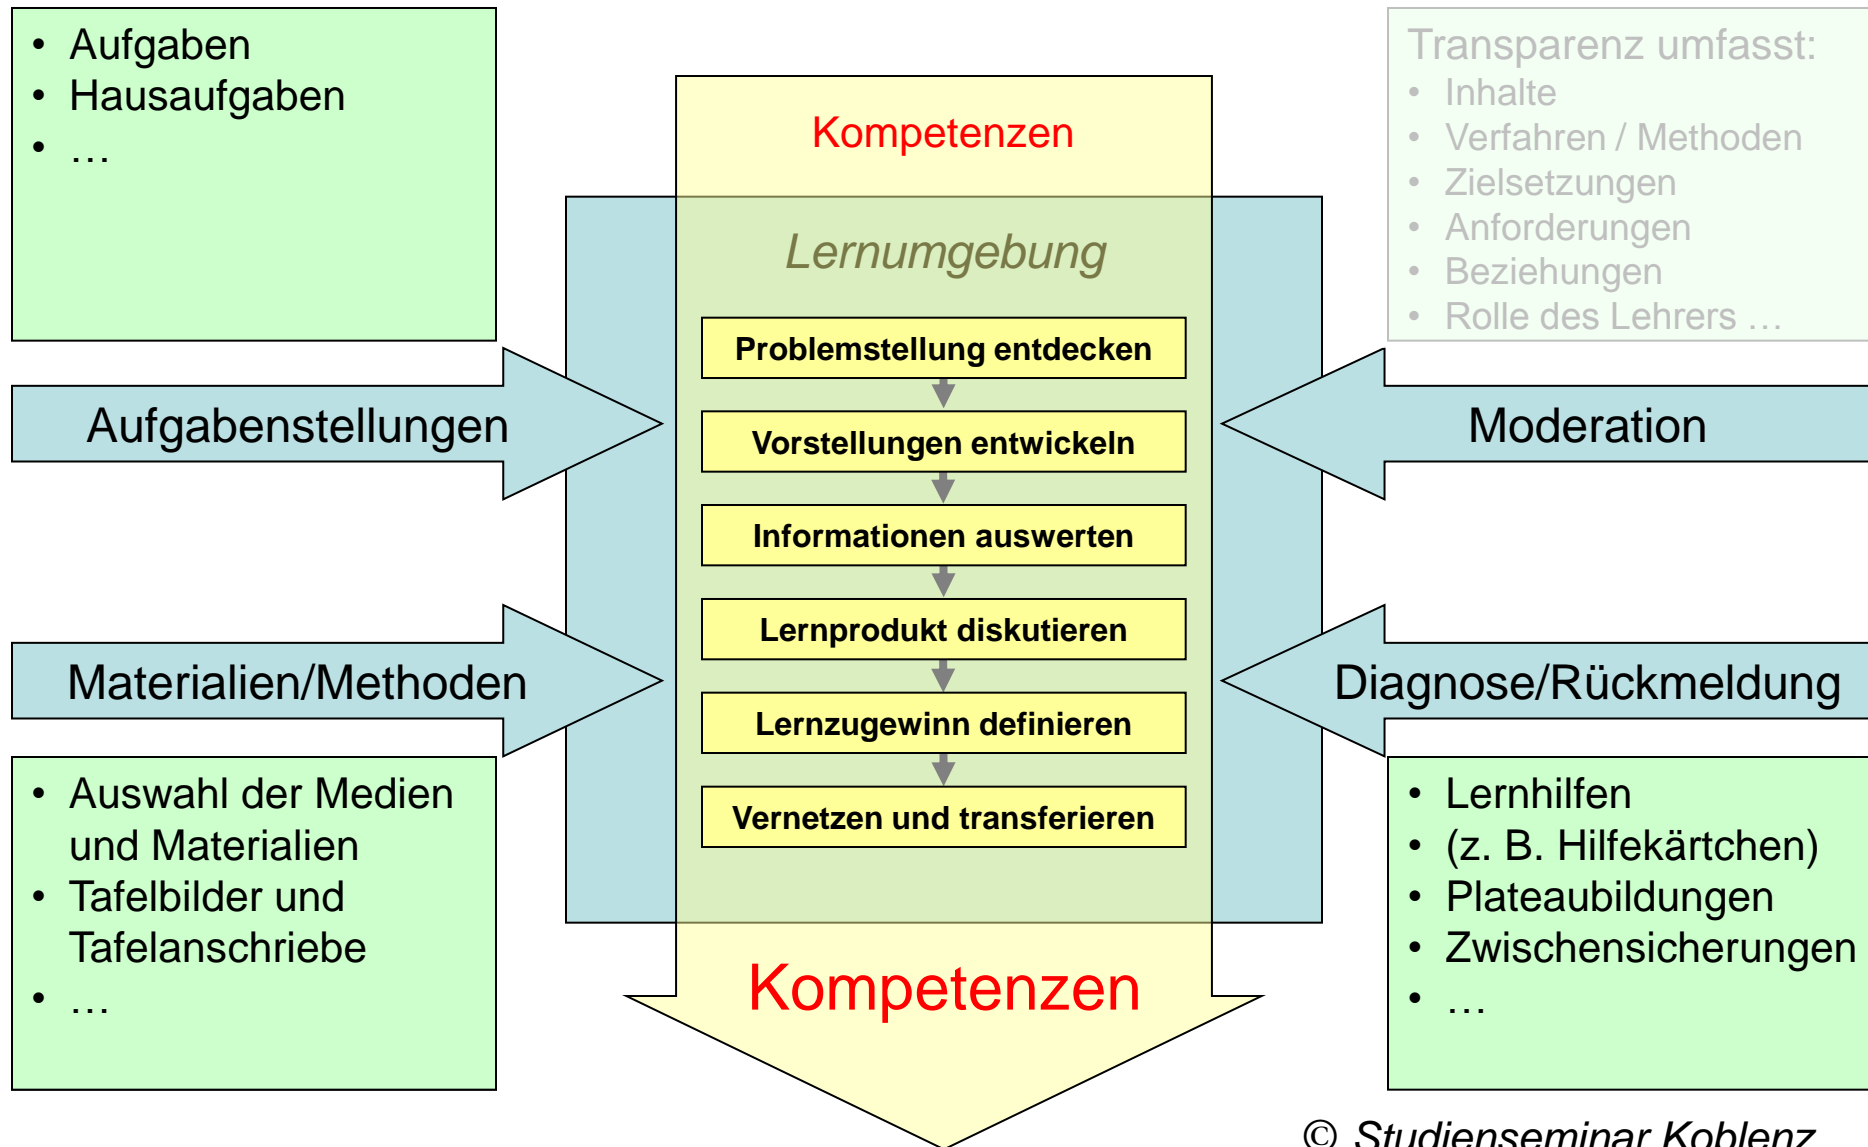 • Aufgaben
• Hausaufgaben
• …
Transparenz umfasst:
• Inhalte
• Verfahren / Methoden
• Zielsetzungen
• Anforderungen
• Beziehungen
• Rolle des Lehrers …
Kompetenzen
Lernumgebung
Problemstellung entdecken
Vorstellungen entwickeln
Informationen auswerten
Lernprodukt diskutieren
Lernzugewinn definieren
Vernetzen und transferieren
Kompetenzen
Aufgabenstellungen
Moderation
Materialien/Methoden
Diagnose/Rückmeldung
• Auswahl der Medien
und Materialien
• Tafelbilder und
Tafelanschriebe
• …
• Lernhilfen
• (z. B. Hilfekärtchen)
• Plateaubildungen
• Zwischensicherungen
• …
© Studienseminar Koblenz